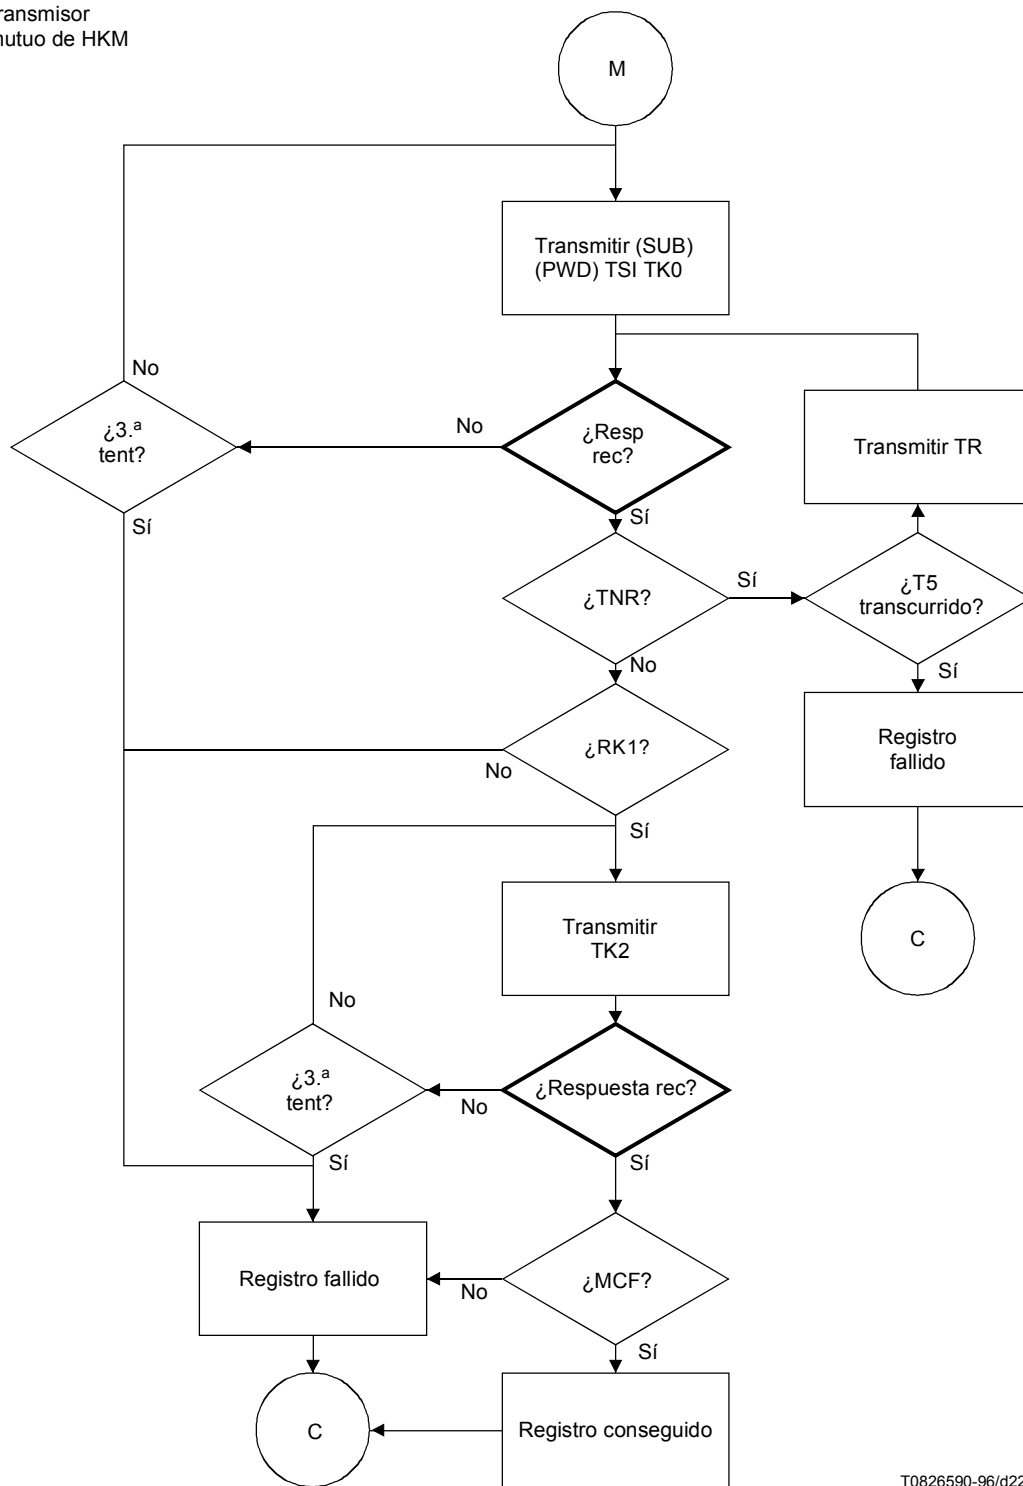 ransmisor
nutuo de HKM
M
Transmitir (SUB)
(PWD) TSI TK0
No
¿3.ª
tent?
No
¿Resp
rec?
Transmitir TR
Sí
Sí
¿TNR?
Sí
¿T5
transcurrido?
No
Sí
¿RK1?
No
Registro
fallido
Sí
Transmitir
TK2
C
No
¿3.ª
tent?
No
¿Respuesta rec?
Sí
Sí
Registro fallido
No
¿MCF?
Sí
C
Registro conseguido
T0826590-96/d22